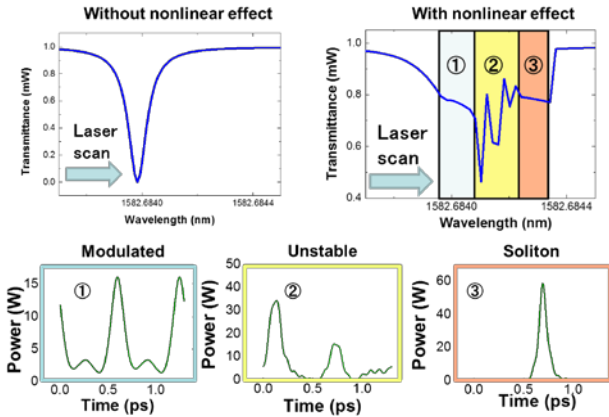 Without nonlinear effect
With nonlinear effect
Transmittance (mW)
1.0
0.8
0.6
0.4
0.2
0.0
Laser
scan
1582.6840
1582.6844
Wavelength (nm)
Transmittance (mW)
1.0
0.8
0.6
0.4
① ② ③
Laser
scan
1582.6840
1582.6844
Wavelength (nm)
Modulated
Unstable
Soliton
Power (W)
15
10
5
0
①
0.0 0.5 1.0
Time (ps)
Power (W)
50
40
30
20
10
0
②
0.0 0.5 1.0
Time (ps)
Power (W)
60
40
20
0
③
0.0 0.5 1.0
Time (ps)